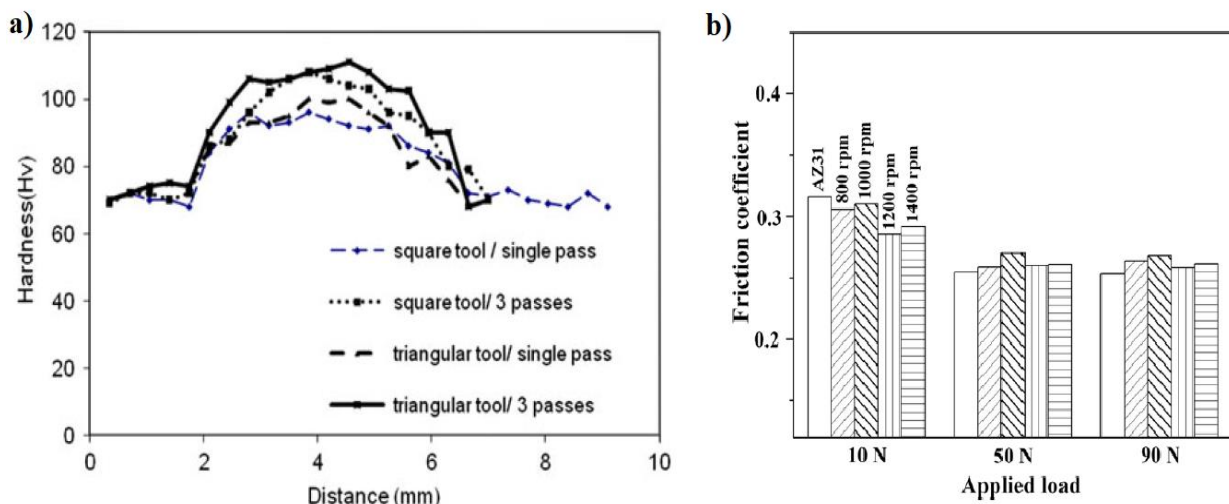 a)
120
100
80
60
40
20
0
Hardness(Hv)
0 2 4 6 8 10
Distance (mm)
square tool / single pass
square tool/ 3 passes
triangular tool/ single pass
triangular tool/ 3 passes
b)
0.4
0.3
0.2
Friction coefficient
AZ31
800 rpm
1000 rpm
1200 rpm
1400 rpm
10 N 50 N 90 N
Applied load